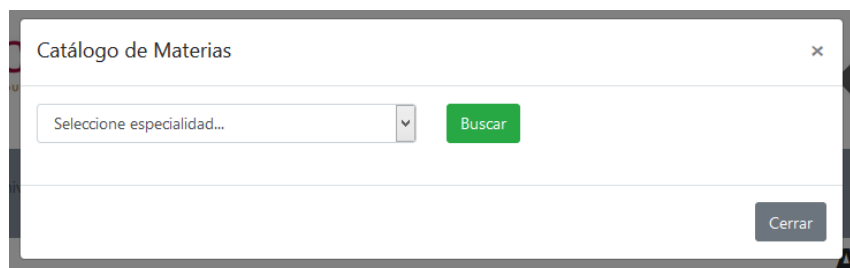 Catálogo de Materias
×
Seleccione especialidad...
Buscar
Cerrar